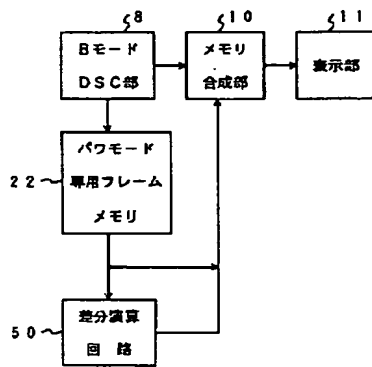 8
10
11
Bモード
DSC部
メモリ
合成部
表示部
パワモード
22
専用フレーム
メモリ
50
差分演算
回路